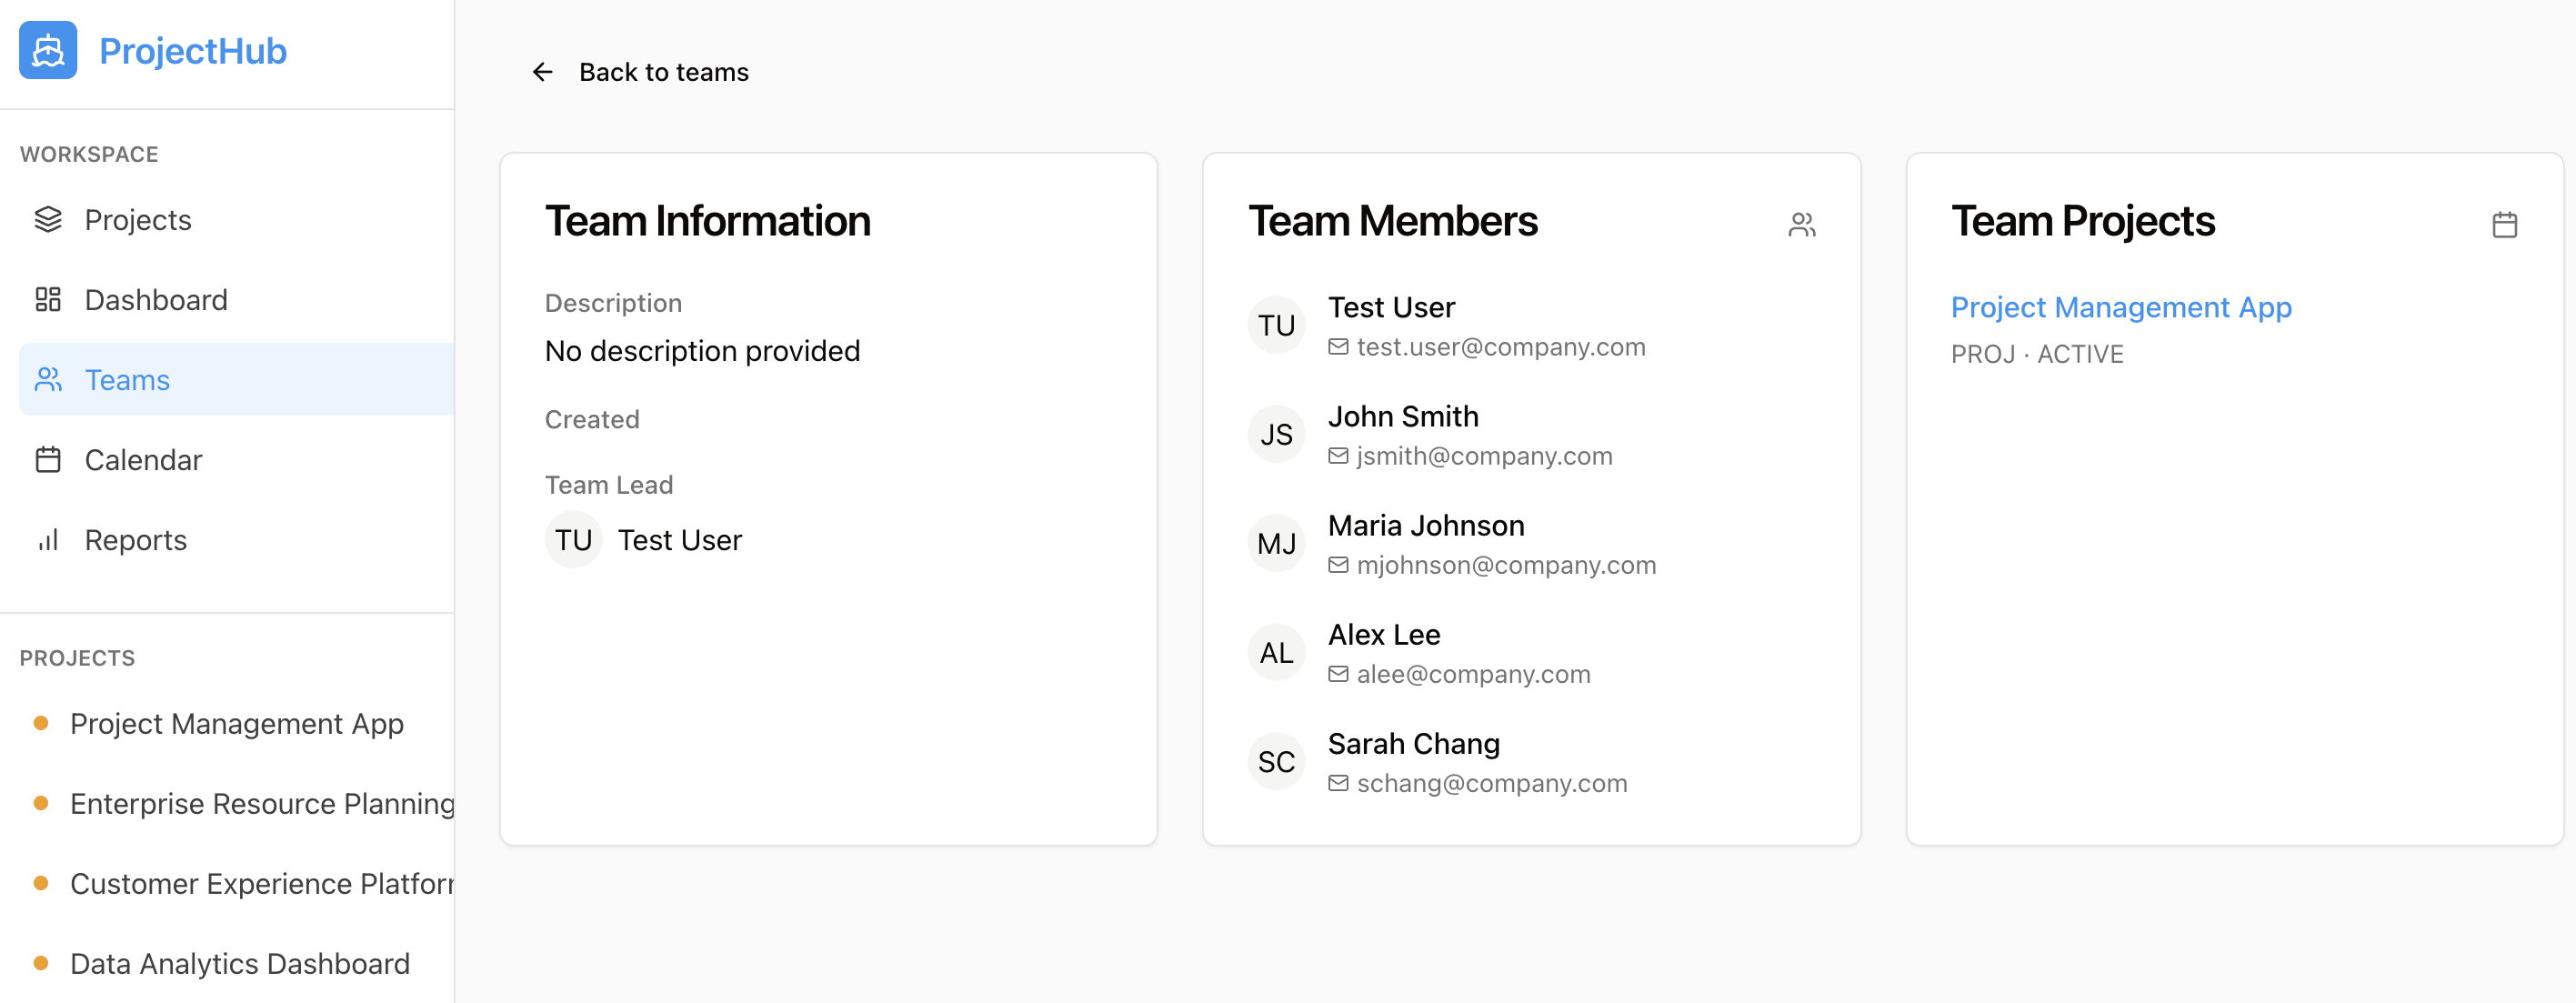 ProjectHub
WORKSPACE
Projects
Dashboard
Teams
Calendar
Reports
PROJECTS
Project Management App
Enterprise Resource Planning
Customer Experience Platfor
Data Analytics Dashboard
Back to teams
Team Information
Description
No description provided
Created
Team Lead
TU Test User
Team Members
TU Test User
test.user@company.com
JS John Smith
jsmith@company.com
MJ Maria Johnson
mjohnson@company.com
AL Alex Lee
alee@company.com
SC Sarah Chang
schang@company.com
Team Projects
Project Management App
PROJ · ACTIVE